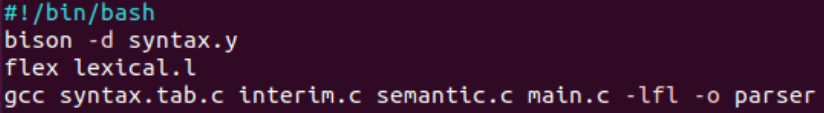 #!/bin/bash
bison -d syntax.y
flex lexical.l
gcc syntax.tab.c interim.c semantic.c main.c -lfl -o parser